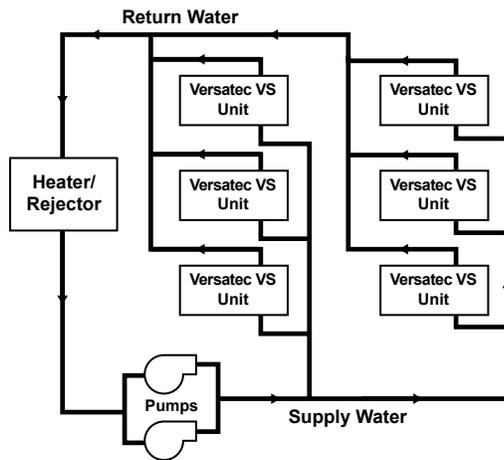 Return Water
Versatec VS
Unit
Versatec VS
Unit
Heater/
Rejector
Versatec VS
Unit
Versatec VS
Unit
Versatec VS
Unit
Versatec VS
Unit
Pumps
Supply Water